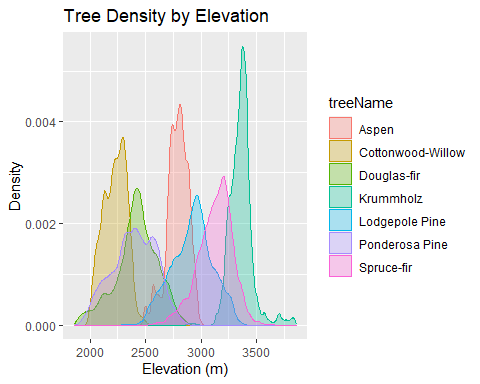 Tree Density by Elevation
Density
0.004
0.002
0.000
2000 2500 3000 3500
Elevation (m)
treeName
Aspen
Cottonwood-Willow
Douglas-fir
Krummholz
Lodgepole Pine
Ponderosa Pine
Spruce-fir